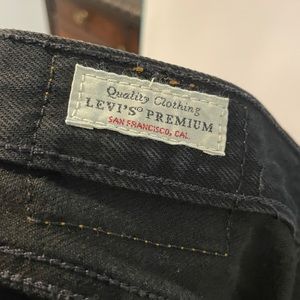 Quality Clothing
LEVI'S® PREMIUM
SAN FRANCISCO, CAL.